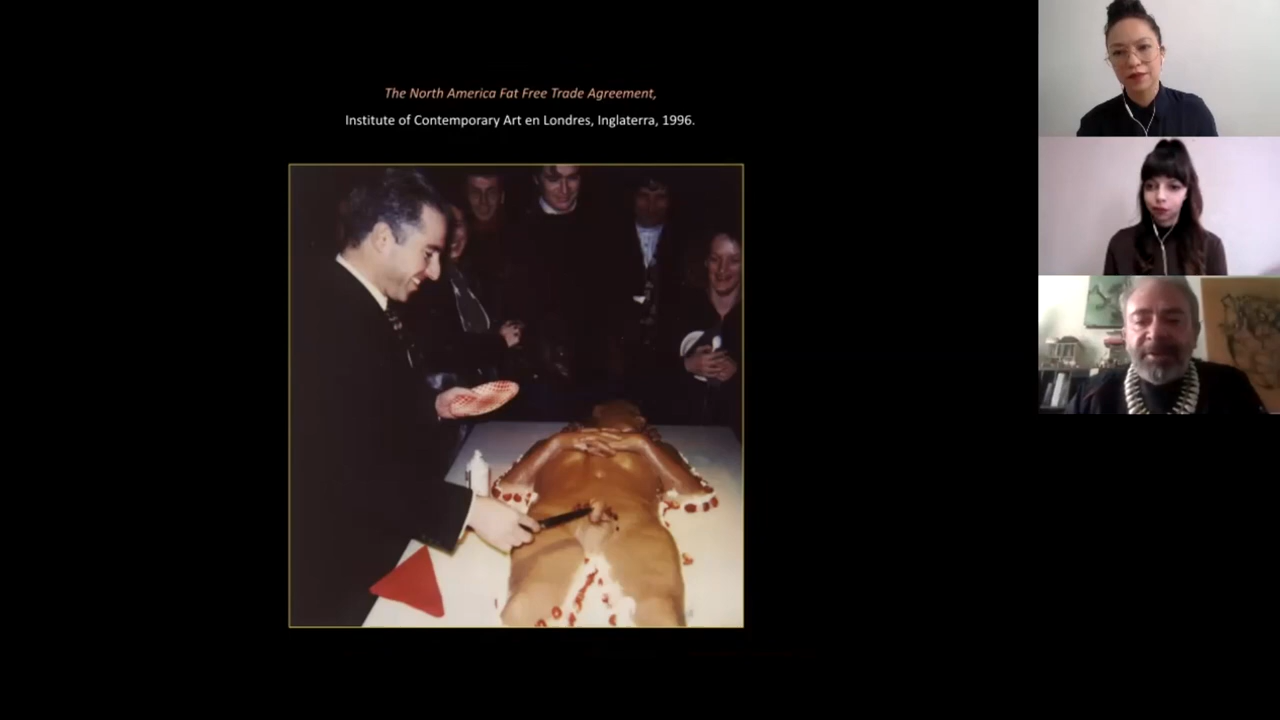 The North America Fat Free Trade Agreement,
Institute of Contemporary Art en Londres, Inglaterra, 1996.